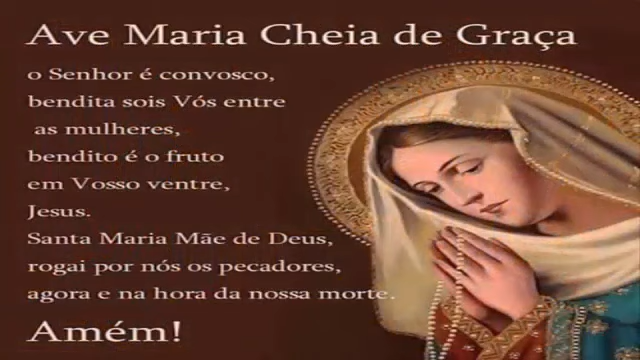 Ave Maria Cheia de Graça
o Senhor é convosco,
bendita sois Vós entre
as mulheres,
bendito é o fruto
em Vosso ventre,
Jesus.
Santa Maria Mãe de Deus,
rogai por nós os pecadores,
agora e na hora da nossa morte.
Amém!